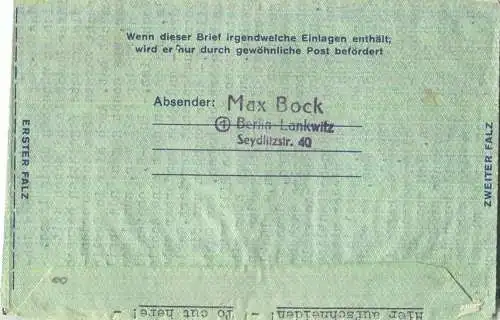 Wenn dieser Brief irgendwelche Einlagen enthält,
wird er nur durch gewöhnliche Post befördert
Absender: Max Bock
① Berlin-Lankwitz
Seydlitzstr. 40
ERSTER FALZ
ZWEITER FALZ
Hier aufschneiden! - To cut here! -